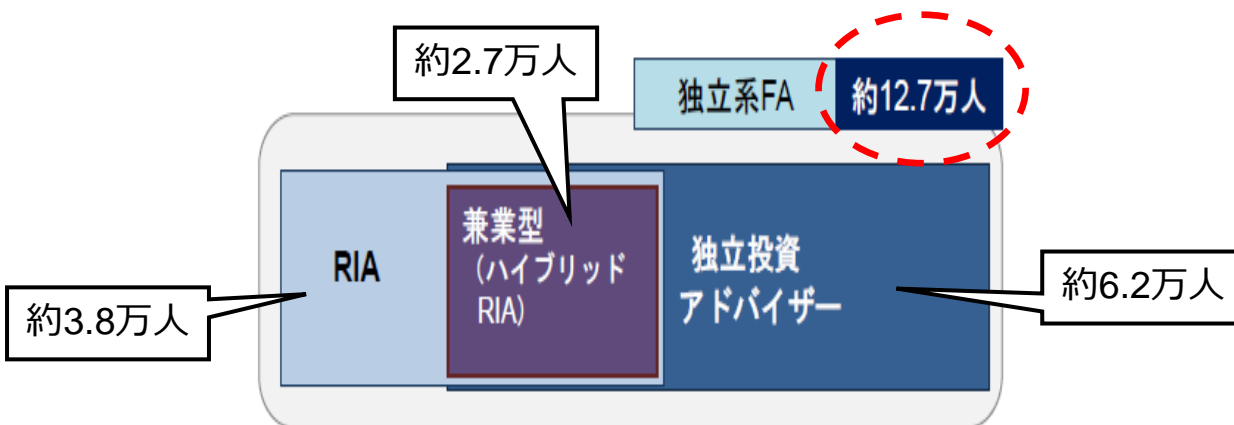 約2.7万人
独立系FA
約12.7万人
RIA
兼業型
（ハイブリッド
RIA）
独立投資
アドバイザー
約3.8万人
約6.2万人